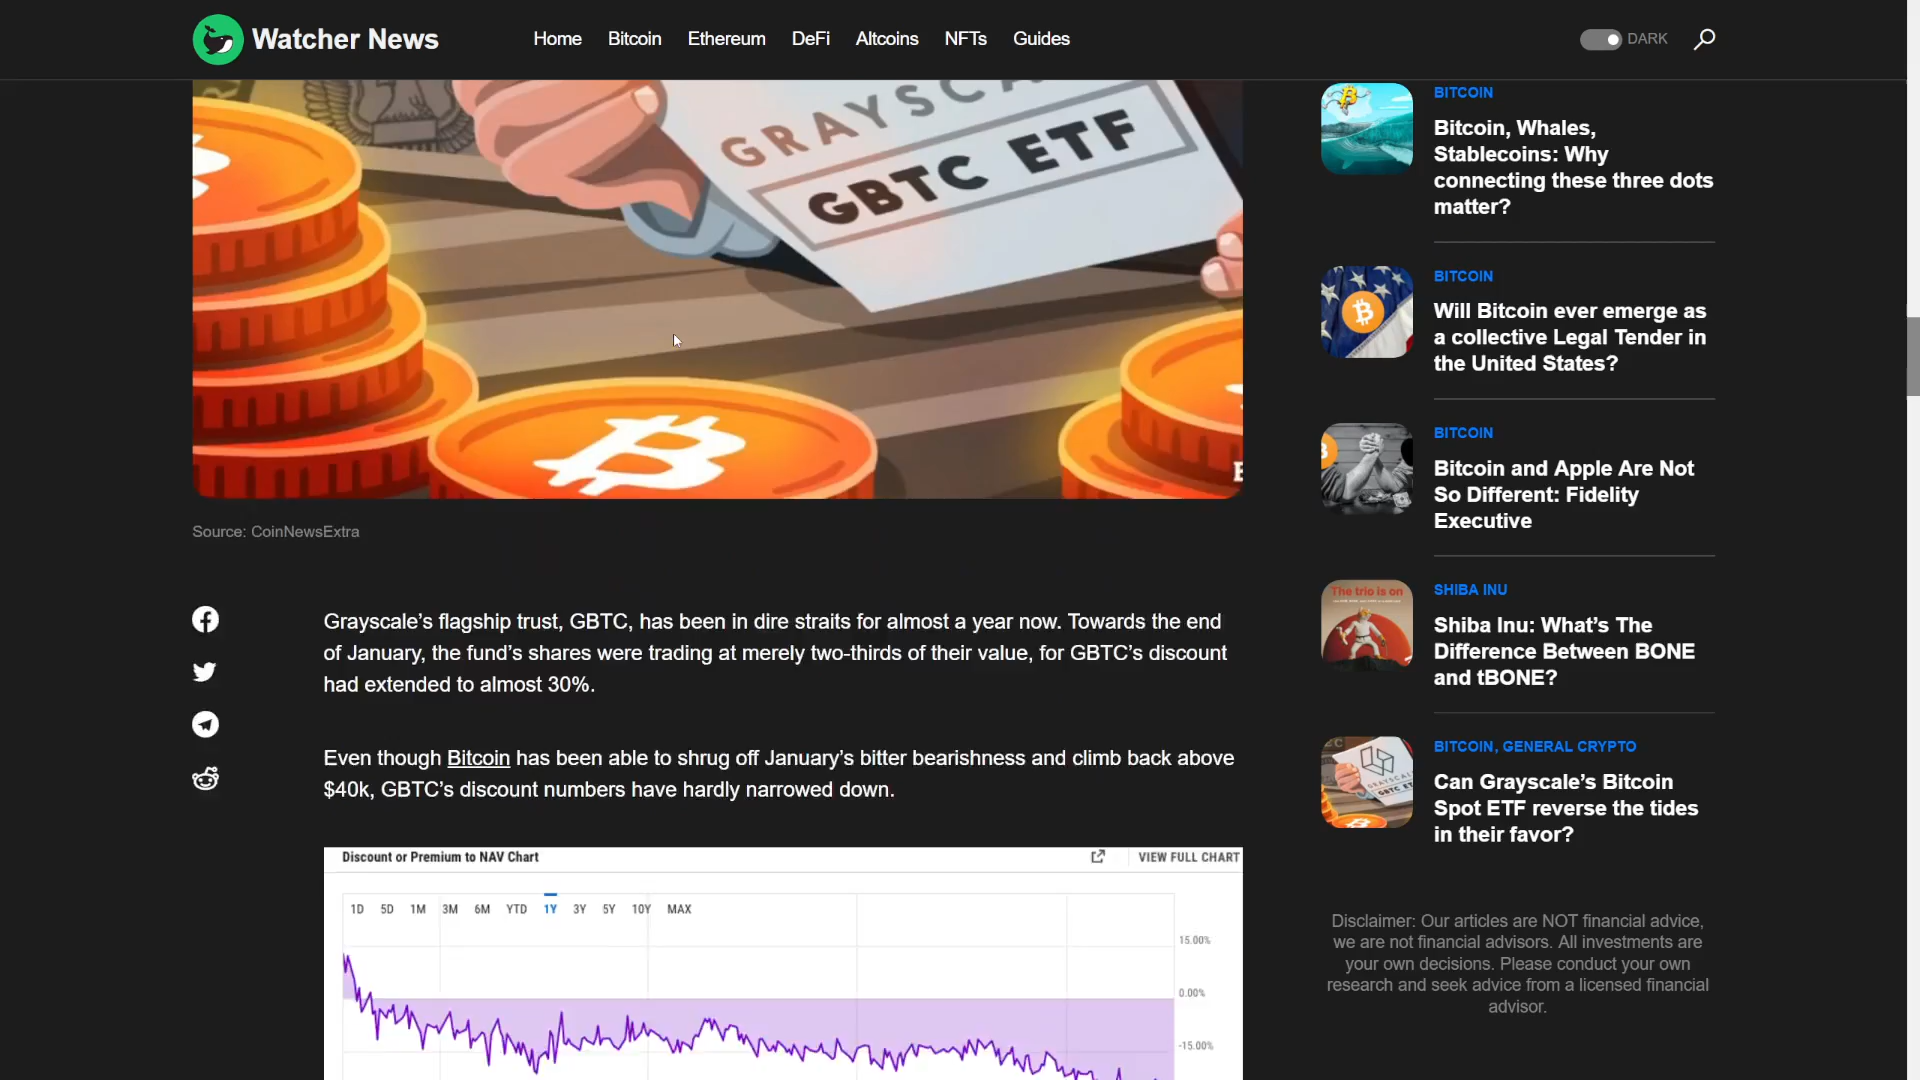 Watcher News
Home Bitcoin Ethereum DeFi Altcoins NFTs Guides
DARK
GBTC ETF
Source: CoinNewsExtra
Grayscale’s flagship trust, GBTC, has been in dire straits for almost a year now. Towards the end
of January, the fund’s shares were trading at merely two-thirds of their value, for GBTC’s discount
had extended to almost 30%.
Even though Bitcoin has been able to shrug off January’s bitter bearishness and climb back above
$40k, GBTC’s discount numbers have hardly narrowed down.
Discount or Premium to NAV Chart
VIEW FULL CHART
1D 5D 1M 3M 6M YTD 1Y 3Y 5Y 10Y MAX
15.00%
0.00%
-15.00%
BITCOIN
Bitcoin, Whales,
Stablecoins: Why
connecting these three dots
matter?
BITCOIN
Will Bitcoin ever emerge as
a collective Legal Tender in
the United States?
BITCOIN
Bitcoin and Apple Are Not
So Different: Fidelity
Executive
The trio is on
SHIBA INU
Shiba Inu: What’s The
Difference Between BONE
and tBONE?
GBTC ETF
BITCOIN, GENERAL CRYPTO
Can Grayscale’s Bitcoin
Spot ETF reverse the tides
in their favor?
Disclaimer: Our articles are NOT financial advice,
we are not financial advisors. All investments are
your own decisions. Please conduct your own
research and seek advice from a licensed financial
advisor.